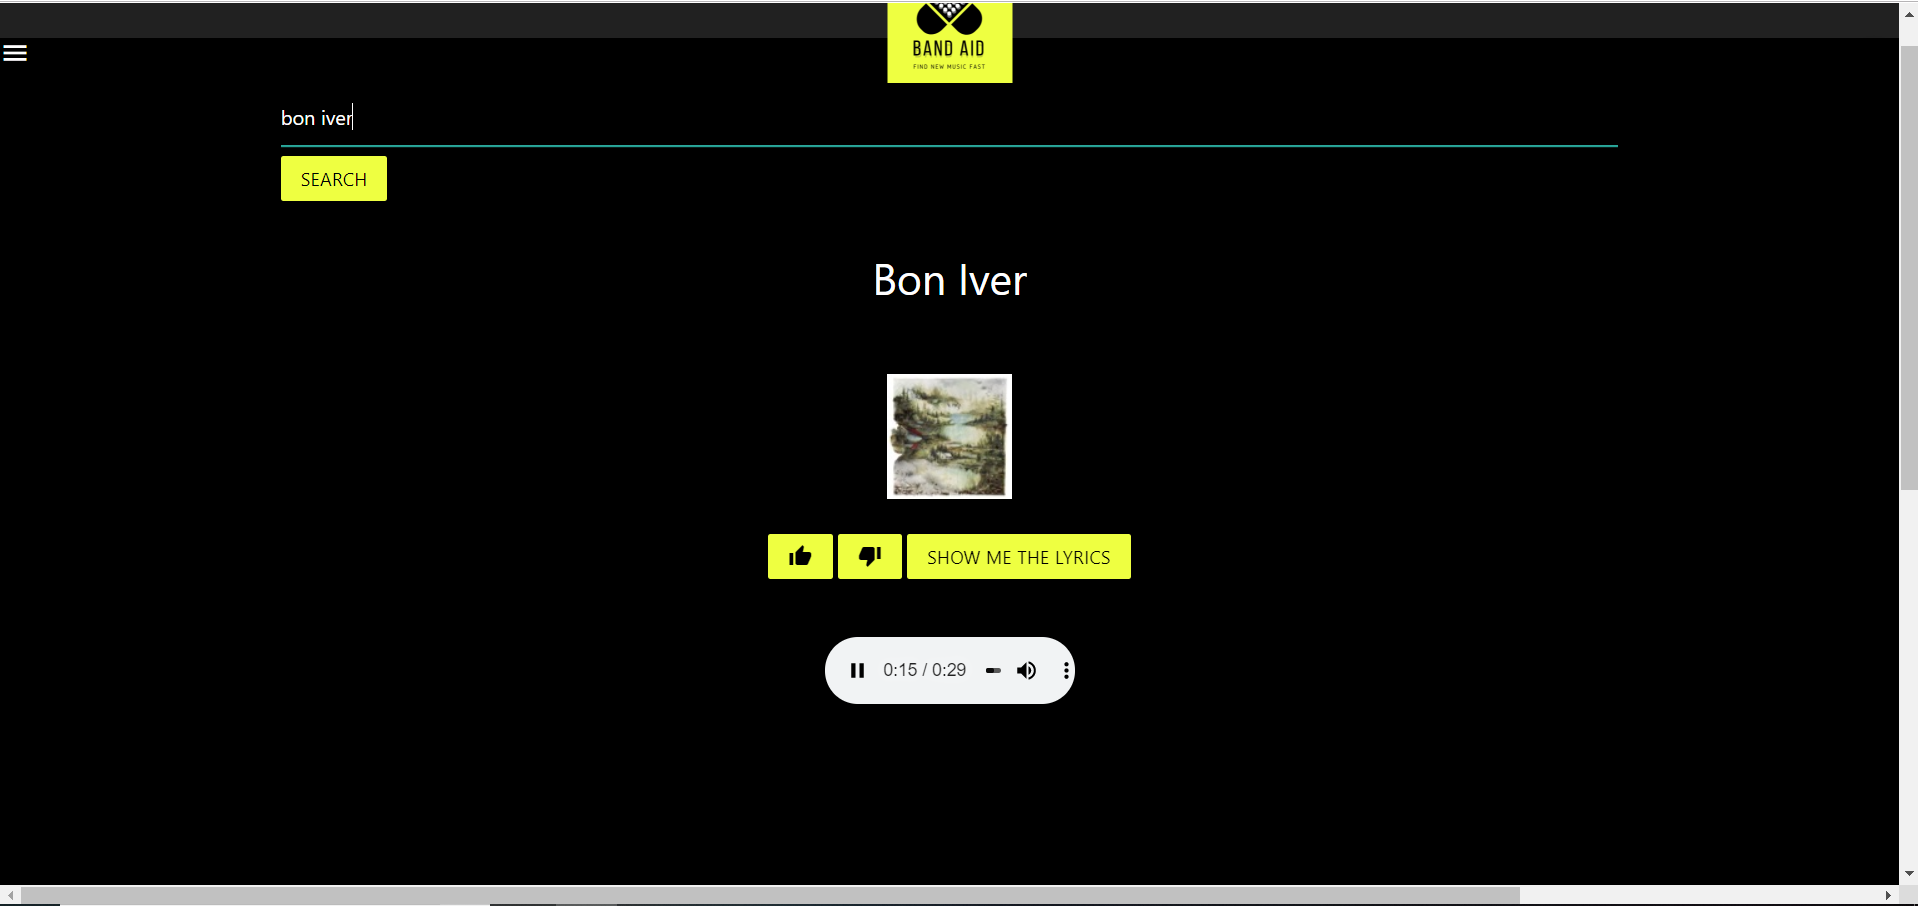 BAND AID
FIND NEW MUSIC FAST
bon iver
SEARCH
Bon Iver
SHOW ME THE LYRICS
0:15 / 0:29